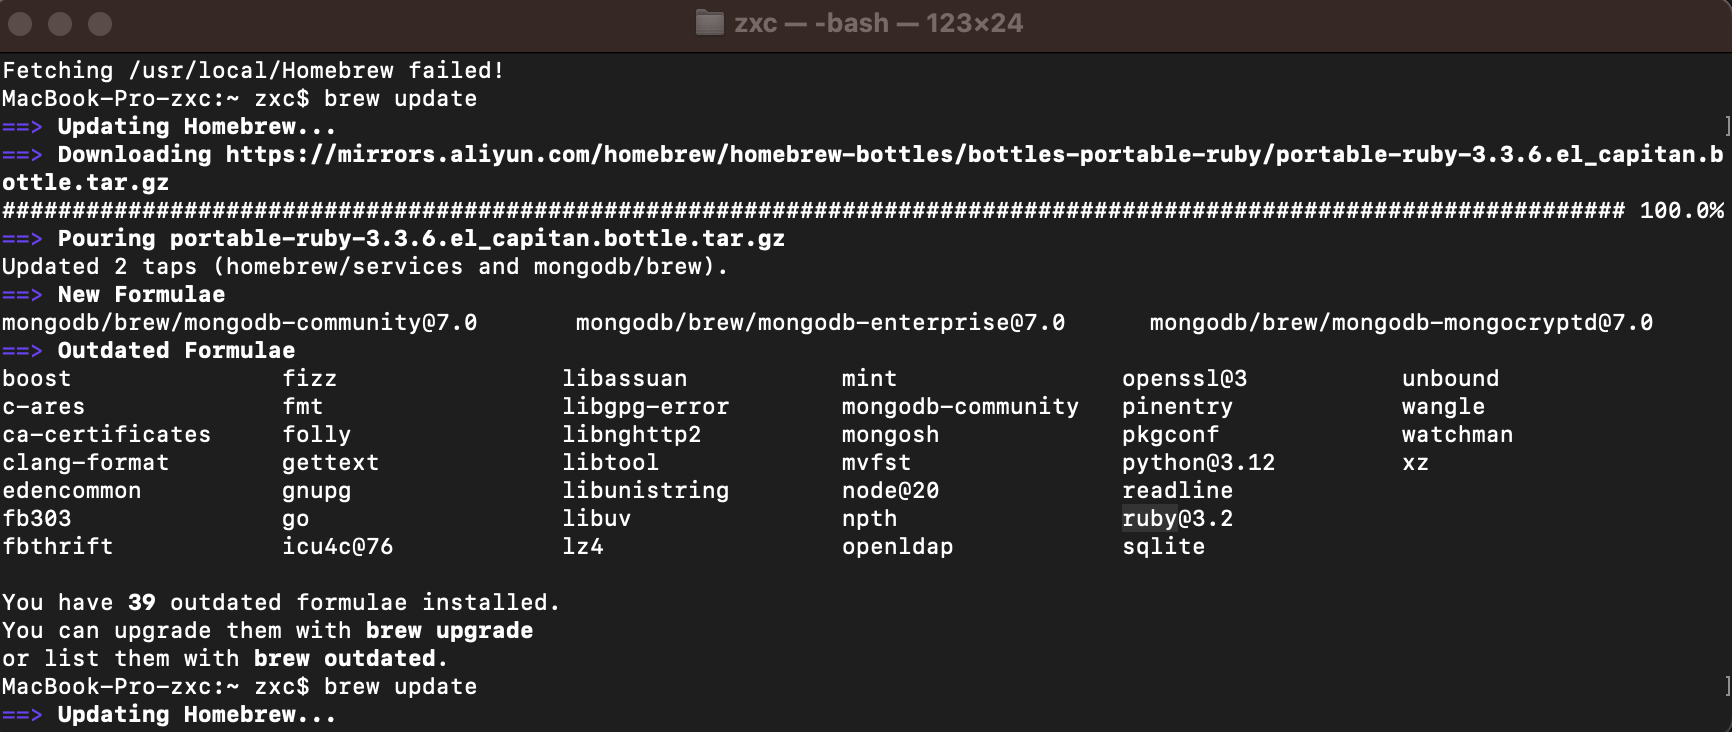 zxc — -bash — 123×24
Fetching /usr/local/Homebrew failed!
MacBook-Pro-zxc:~ zxc$ brew update
==> Updating Homebrew...
==> Downloading https://mirrors.aliyun.com/homebrew/homebrew-bottles/bottles-portable-ruby/portable-ruby-3.3.6.el_capitan.b
ottle.tar.gz
#################################################################################################################### 100.0%
==> Pouring portable-ruby-3.3.6.el_capitan.bottle.tar.gz
Updated 2 taps (homebrew/services and mongodb/brew).
==> New Formulae
mongodb/brew/mongodb-community@7.0       mongodb/brew/mongodb-enterprise@7.0      mongodb/brew/mongodb-mongocryptd@7.0
==> Outdated Formulae
boost               fizz                libassuan           mint                openssl@3           unbound
c-ares              fmt                 libgpg-error        mongodb-community   pinentry            wangle
ca-certificates     folly               libnghttp2          mongosh             pkgconf             watchman
clang-format        gettext             libtool             mvfst               python@3.12         xz
edencommon          gnupg               libunistring        node@20             readline
fb303               go                  libuv               npth                ruby@3.2
fbthrift            icu4c@76            lz4                 openldap            sqlite
You have 39 outdated formulae installed.
You can upgrade them with brew upgrade
or list them with brew outdated.
MacBook-Pro-zxc:~ zxc$ brew update
==> Updating Homebrew...